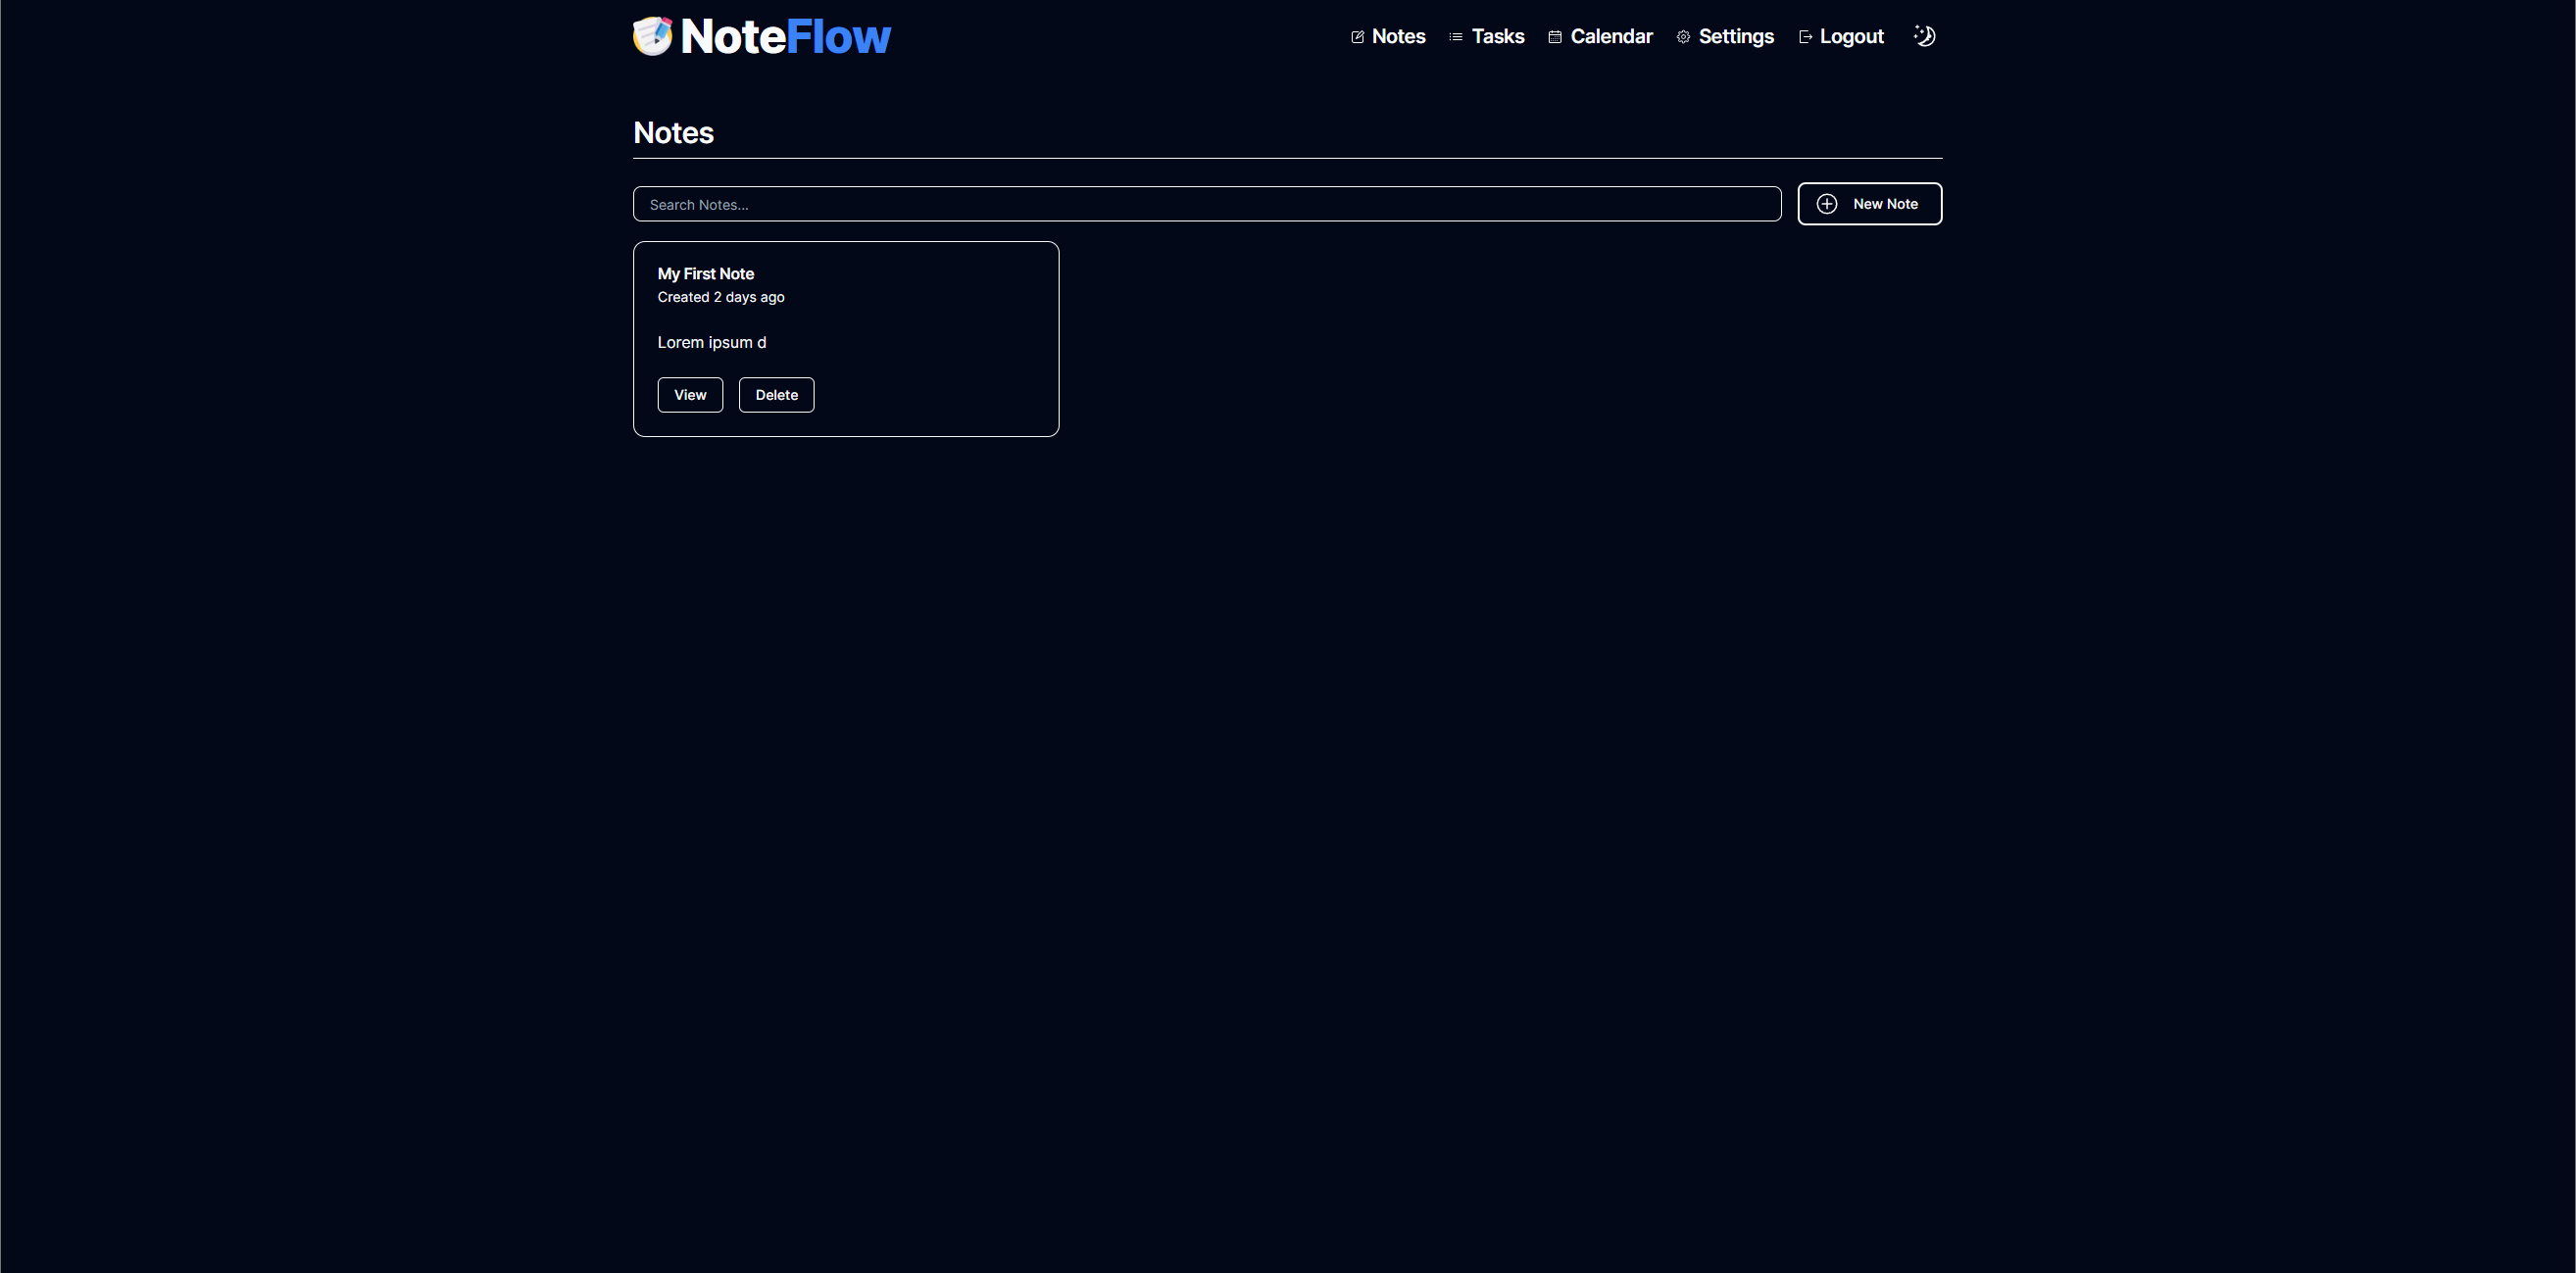 NoteFlow
Notes Tasks Calendar Settings Logout
Notes
Search Notes...
New Note
My First Note
Created 2 days ago
Lorem ipsum d
View Delete